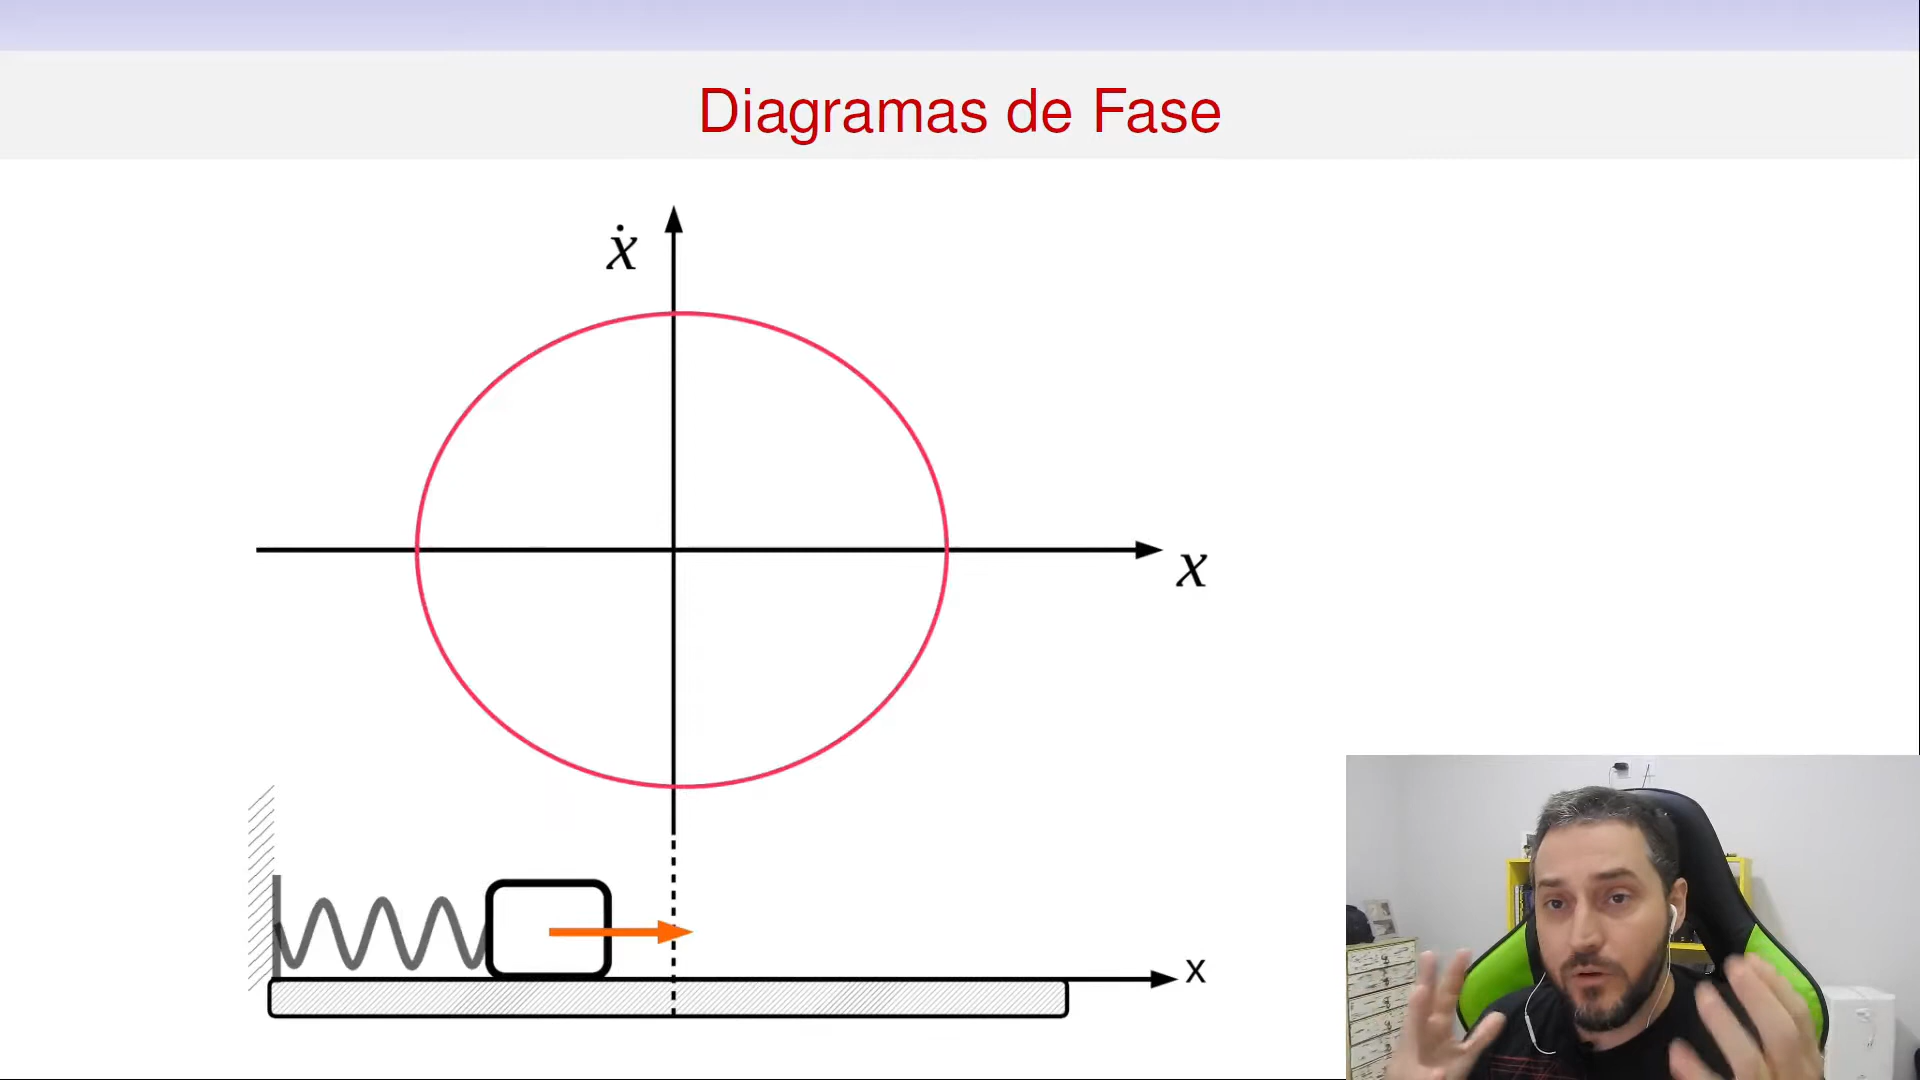 Diagramas de Fase
ẋ
x
x